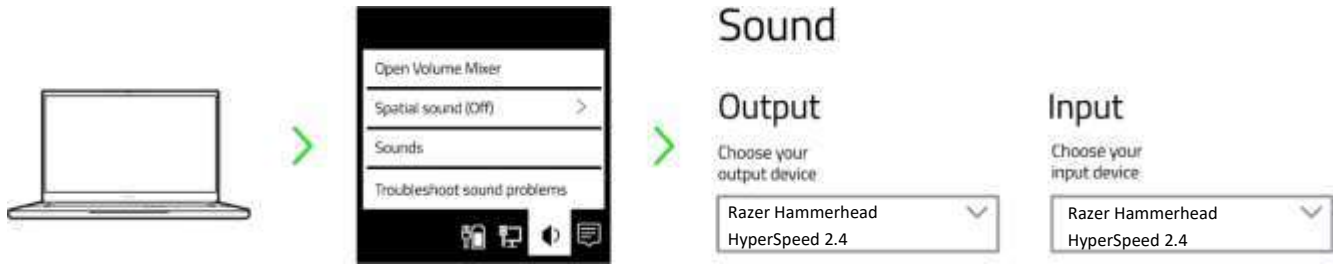 Open Volume Mixer
Spatial sound (Off)
Sounds
Troubleshoot sound problems
Sound
Output
Choose your
output device
Razer Hammerhead
HyperSpeed 2.4
Input
Choose your
input device
Razer Hammerhead
HyperSpeed 2.4